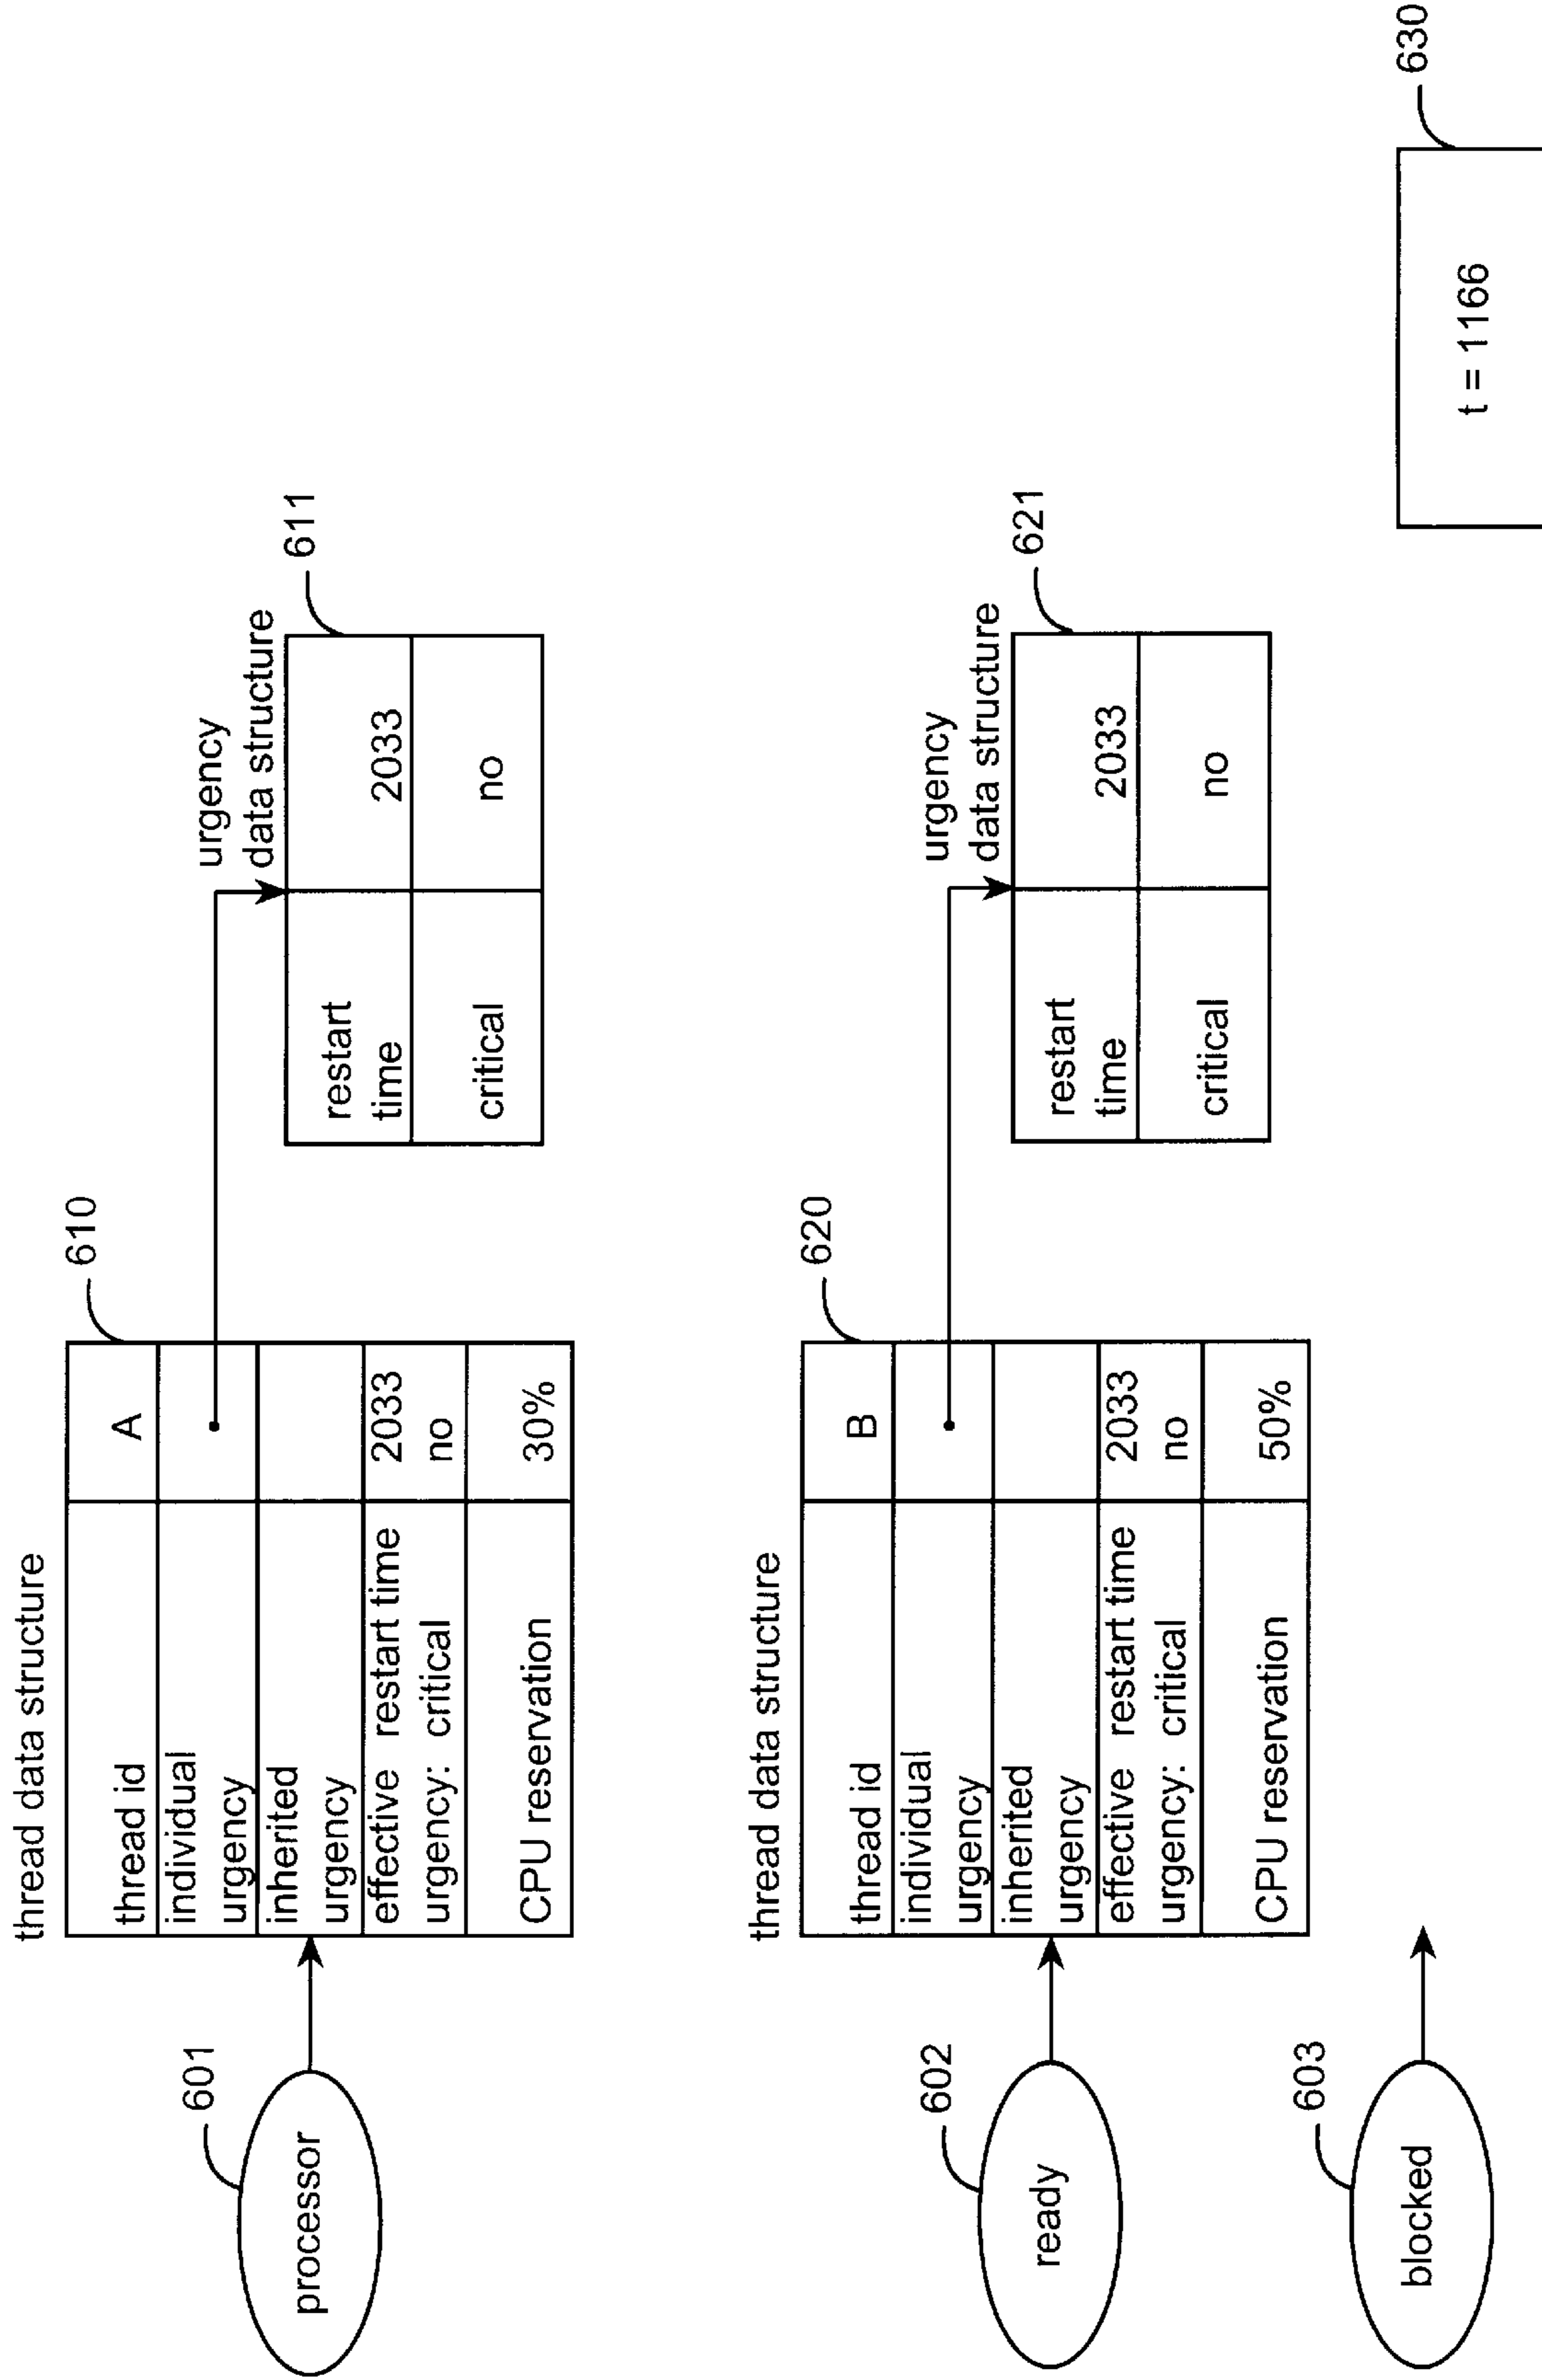 thread data structure
610
thread id A
individual
urgency
inherited
urgency
effective restart time 2033
urgency: critical no
CPU reservation 30%
601
processor
urgency
data structure
611
restart
time
2033
critical no
thread data structure
620
thread id B
individual
urgency
inherited
urgency
effective restart time 2033
urgency: critical no
CPU reservation 50%
602
ready
urgency
data structure
621
restart
time
2033
critical no
603
blocked
630
t = 1166